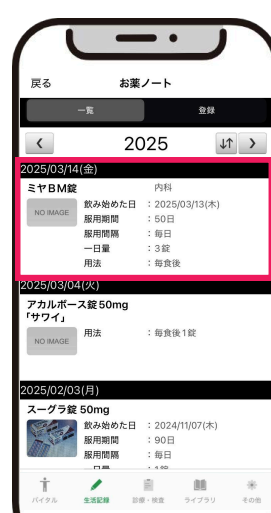 戻る お薬ノート
一覧 登録
2025
2025/03/14(金)
ミヤBM錠 内科
NO IMAGE
飲み始めた日 : 2025/03/13(木)
服用期間 : 50日
服用間隔 : 毎日
一日量 : 3錠
用法 : 毎食後
2025/03/04(火)
アカルボース錠50mg
「サワイ」
NO IMAGE
用法 : 毎食後1錠
2025/02/03(月)
スーグラ錠 50mg
飲み始めた日 : 2024/11/07(木)
服用期間 : 90日
服用間隔 : 毎日
一日量 : 1錠
バイタル 生活記録 診療・検査 ライブラリ その他